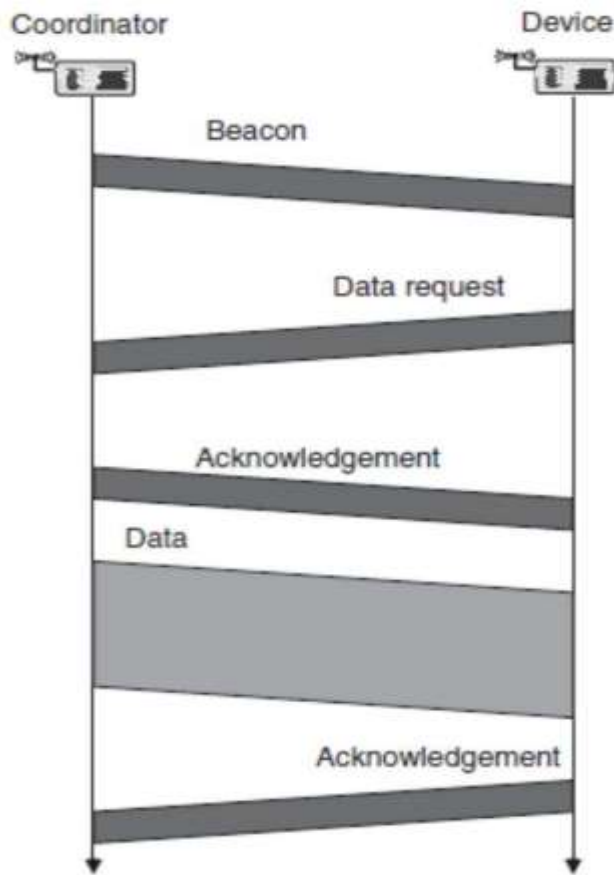 Coordinator
Device
Beacon
Data request
Acknowledgement
Data
Acknowledgement